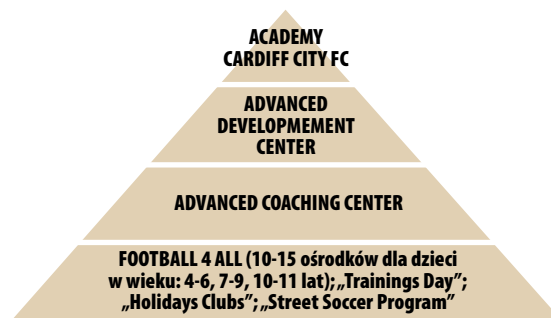 ACADEMY
CARDIFF CITY FC
ADVANCED
DEVELOPMEMENT
CENTER
ADVANCED COACHING CENTER
FOOTBALL 4 ALL (10-15 ośrodków dla dzieci
w wieku: 4-6, 7-9, 10-11 lat); „Trainings Day”;
„Holidays Clubs”; „Street Soccer Program”